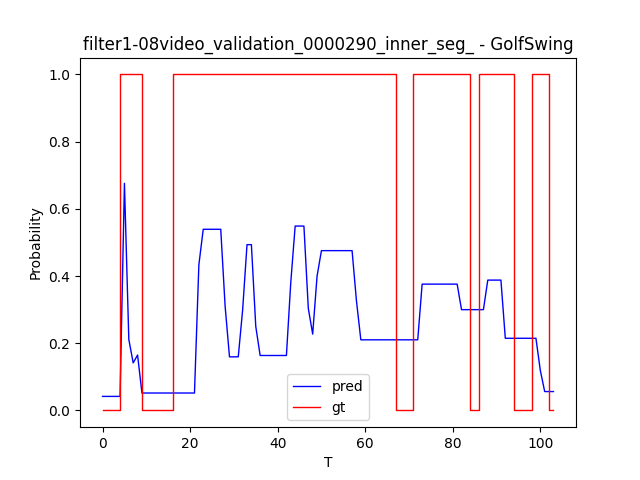 filter1-08video_validation_0000290_inner_seg_ - GolfSwing
1.0
0.8
0.6
0.4
0.2
0.0
Probability
pred
gt
0 20 40 60 80 100
T